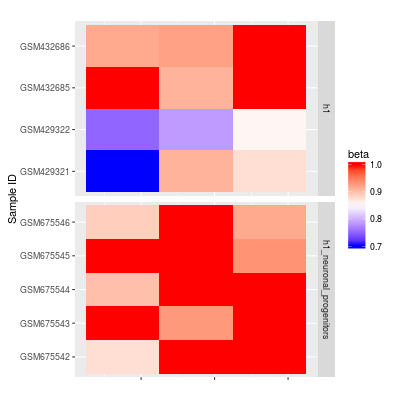 GSM432686
GSM432685
GSM429322
GSM429321
h1
GSM675546
GSM675545
GSM675544
GSM675543
GSM675542
h1_neuronal_progenitors
Sample ID
beta
1.0
0.9
0.8
0.7